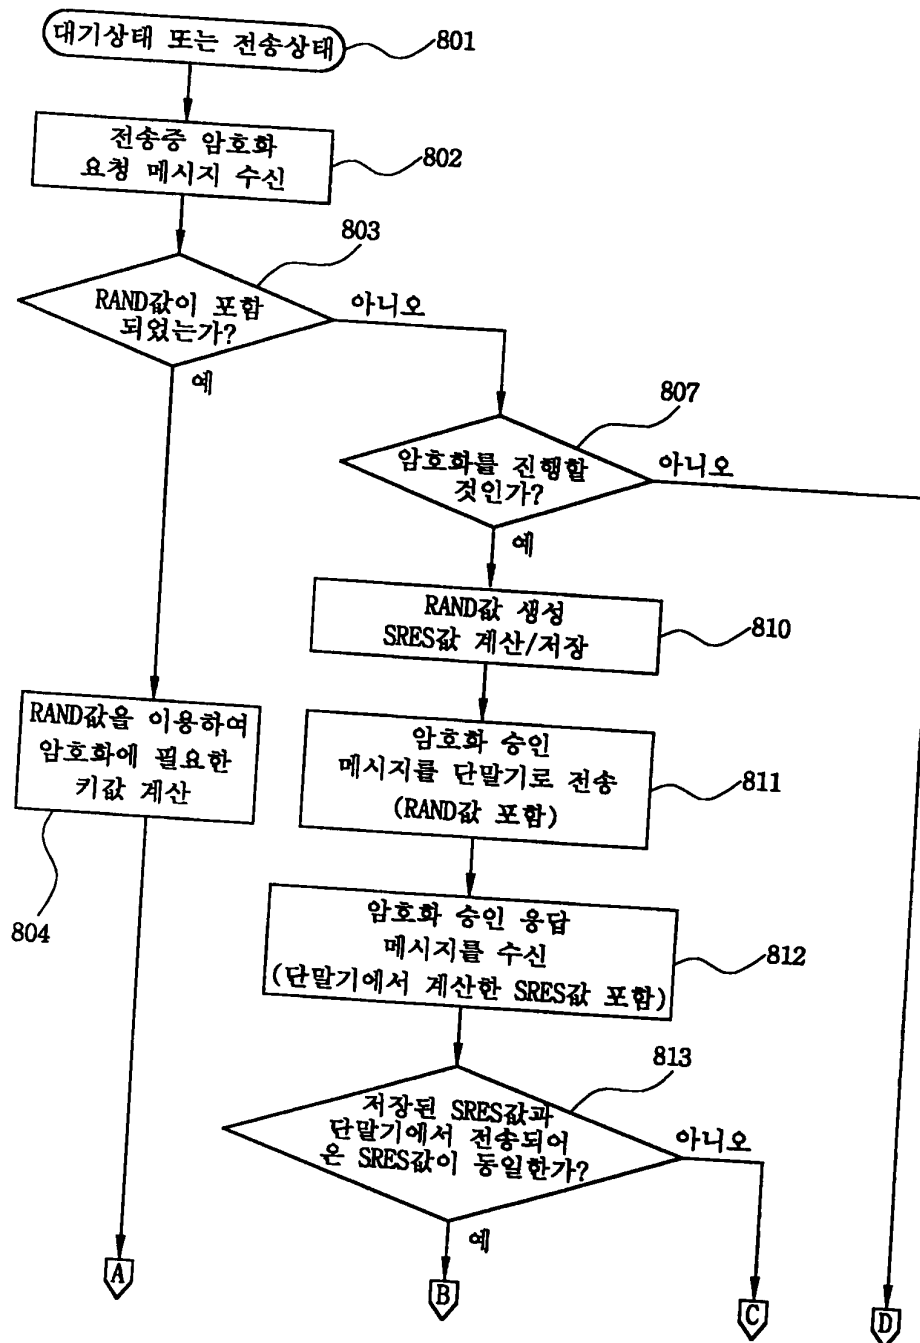 대기상태 또는 전송상태
801
전송중 암호화
요청 메시지 수신
802
803
RAND값이 포함
되었는가?
아니오
예
807
암호화를 진행할
것인가?
아니오
예
RAND값 생성
SRES값 계산/저장
810
RAND값을 이용하여
암호화에 필요한
키값 계산
804
암호화 승인
메시지를 단말기로 전송
(RAND값 포함)
811
암호화 승인 응답
메시지를 수신
(단말기에서 계산한 SRES값 포함)
812
813
저장된 SRES값과
단말기에서 전송되어
온 SRES값이 동일한가?
아니오
예
A
B
C
D